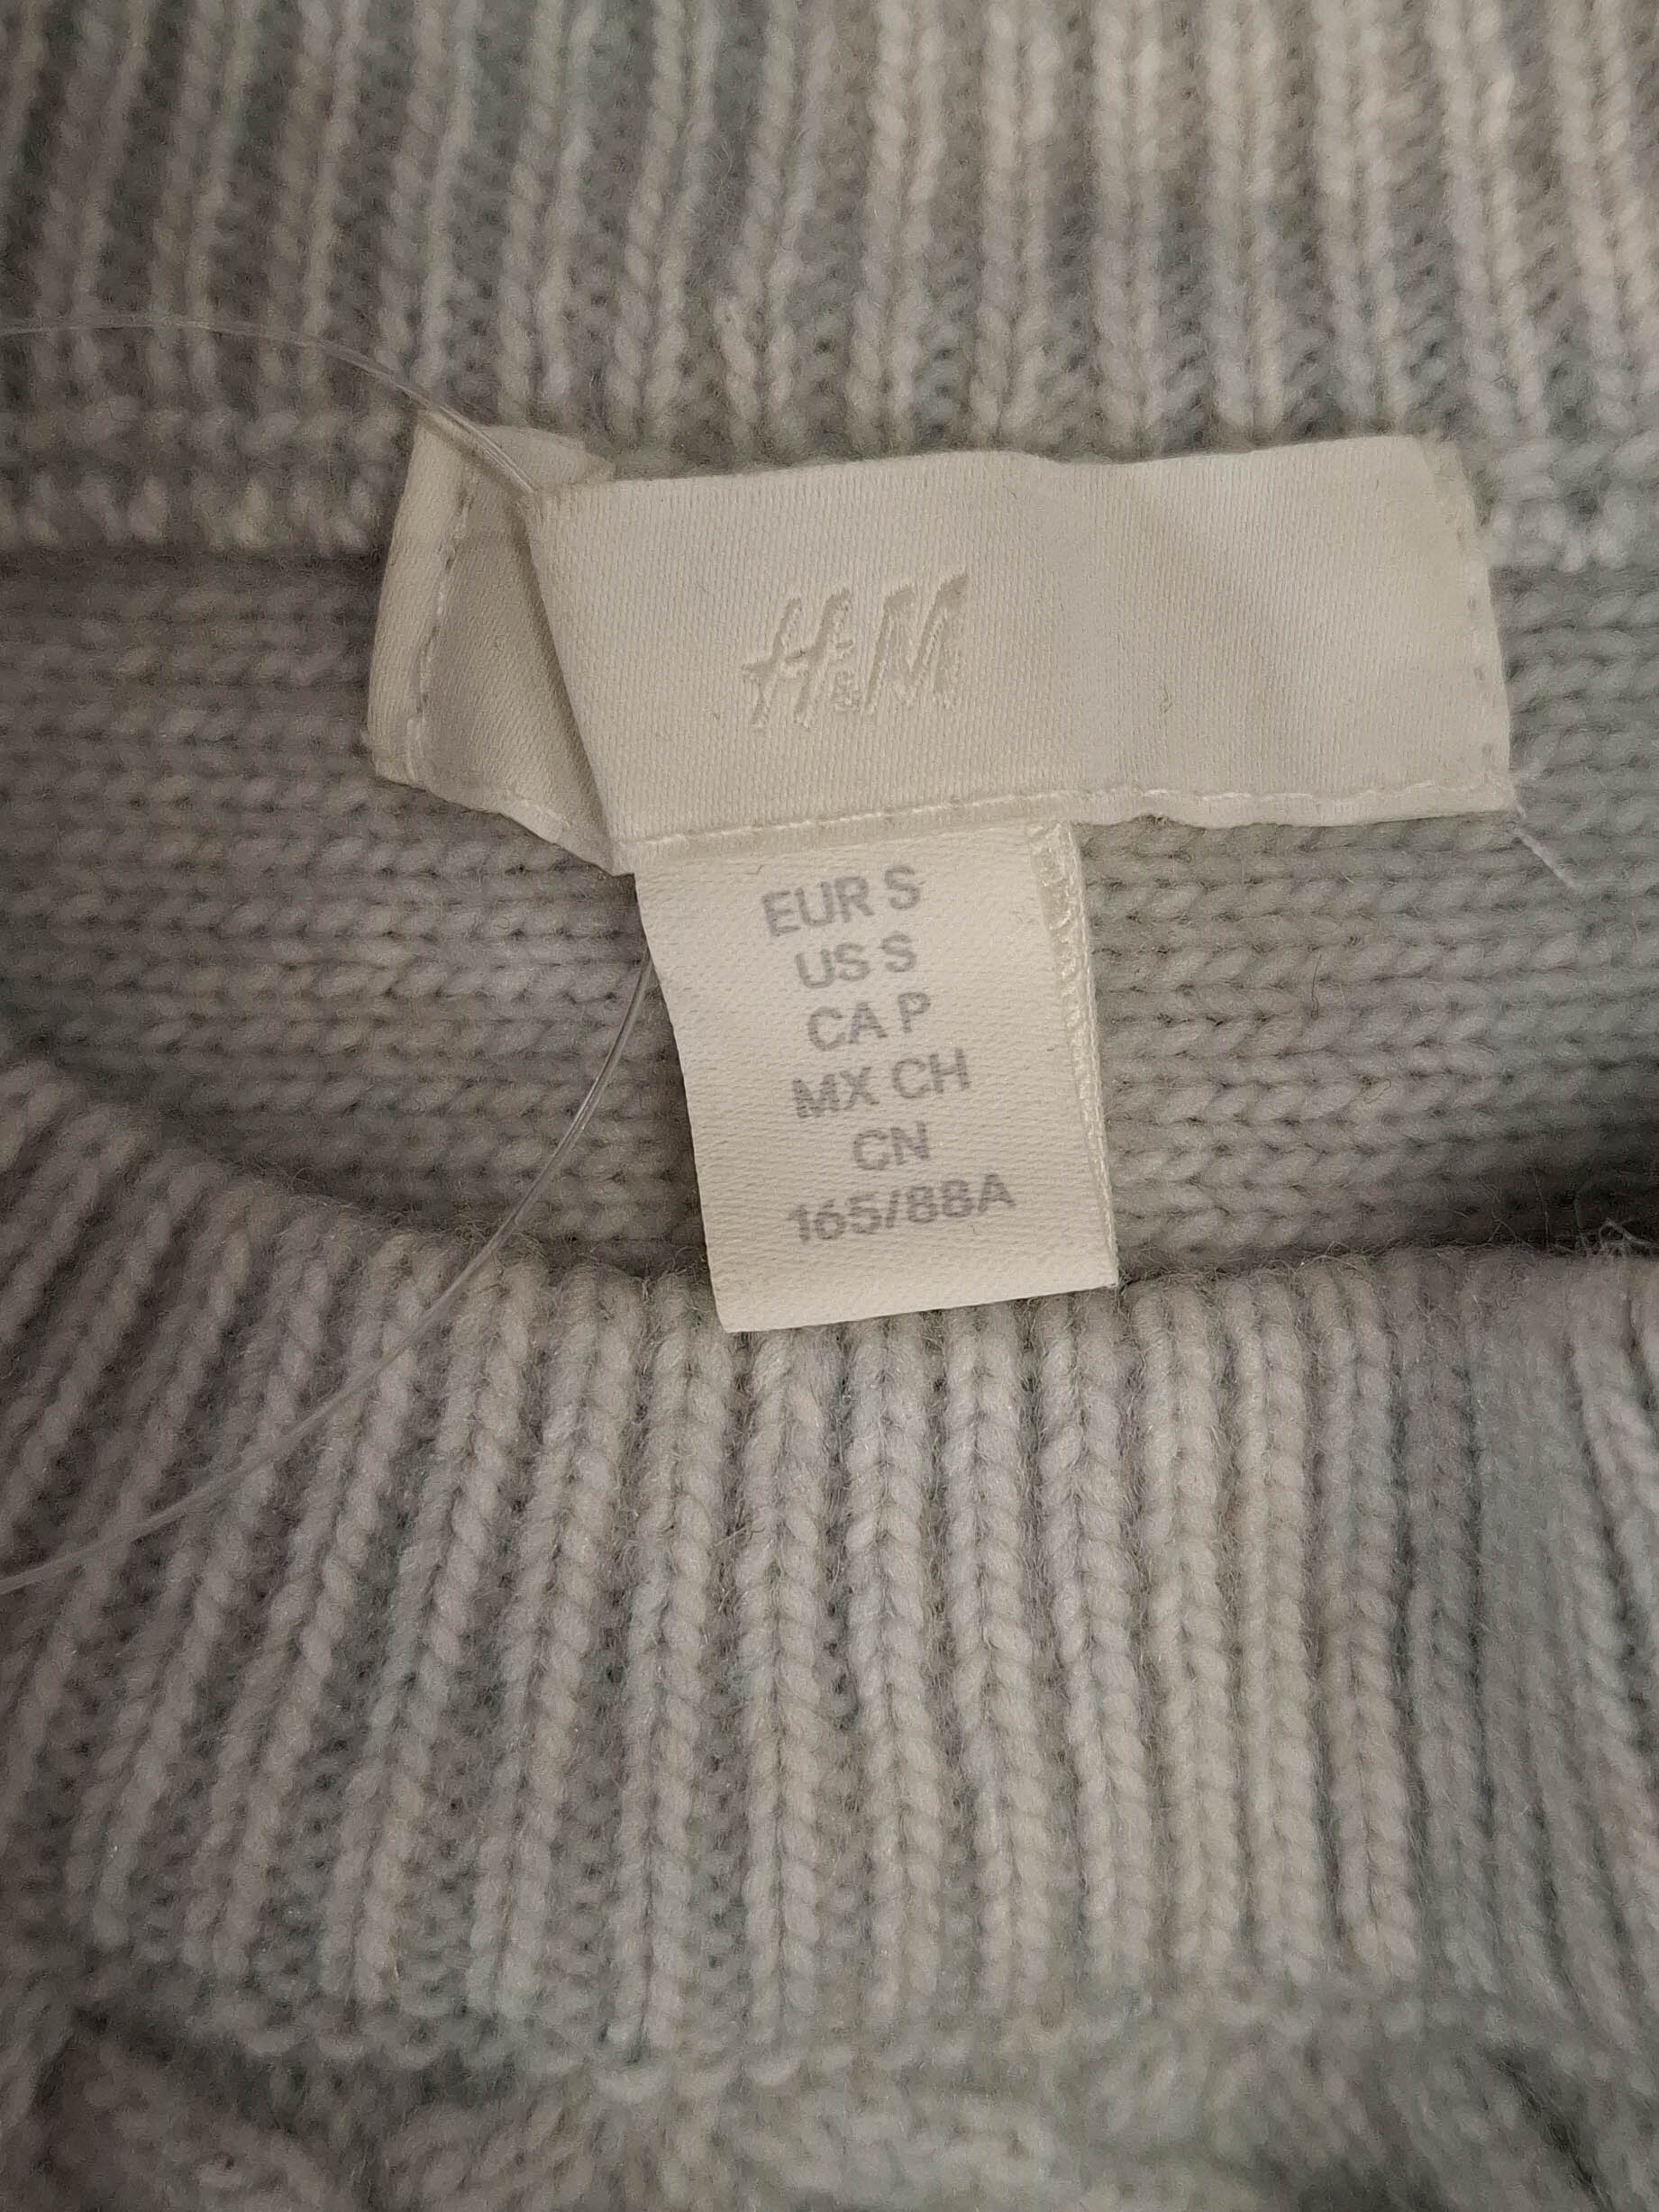 H&M
EUR S
US S
CA P
MX CH
CN
165/88A